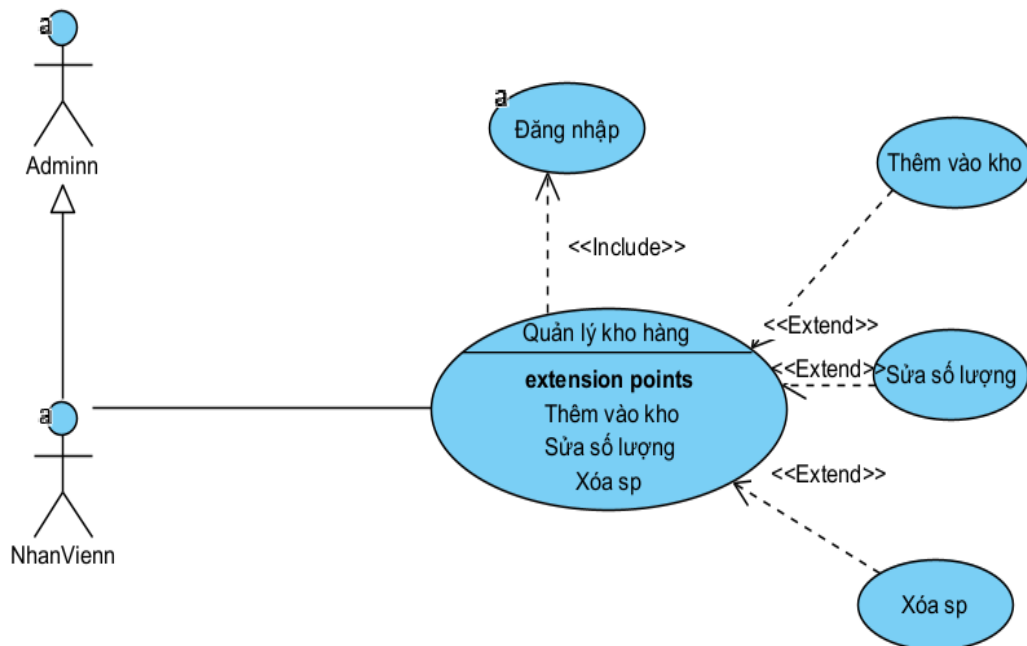 a
Adminn
a
Đăng nhập
Thêm vào kho
<<Include>>
<<Extend>>
Quản lý kho hàng
<<Extend>>
Sửa số lượng
extension points
Thêm vào kho
Sửa số lượng
Xóa sp
<<Extend>>
a
NhanVienn
Xóa sp